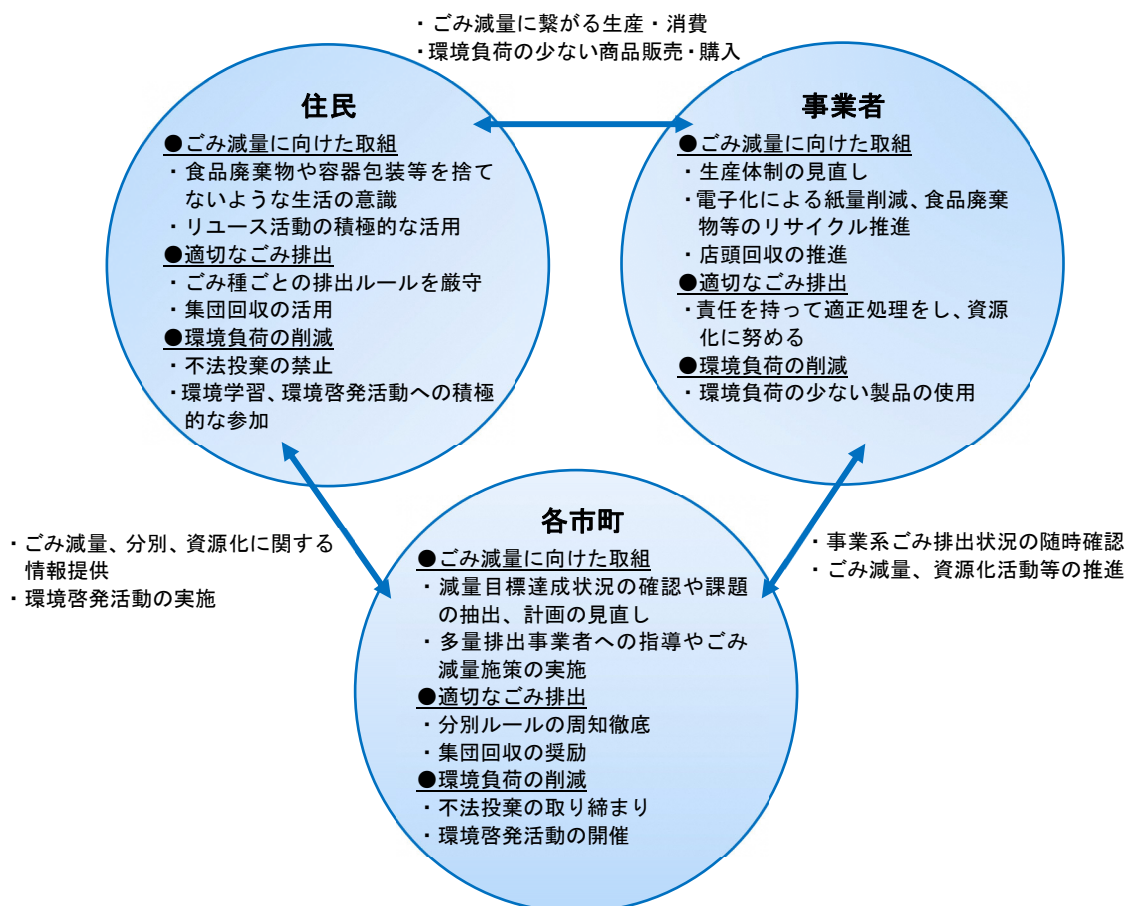 ・ごみ減量に繋がる生産・消費
・環境負荷の少ない商品販売・購入
住民
●ごみ減量に向けた取組
・食品廃棄物や容器包装等を捨て
ないような生活の意識
・リユース活動の積極的な活用
●適切なごみ排出
・ごみ種ごとの排出ルールを厳守
・集団回収の活用
●環境負荷の削減
・不法投棄の禁止
・環境学習、環境啓発活動への積極
的な参加
事業者
●ごみ減量に向けた取組
・生産体制の見直し
・電子化による紙量削減、食品廃棄
物等のリサイクル推進
・店頭回収の推進
●適切なごみ排出
・責任を持って適正処理をし、資源
化に努める
●環境負荷の削減
・環境負荷の少ない製品の使用
・ごみ減量、分別、資源化に関する
情報提供
・環境啓発活動の実施
各市町
●ごみ減量に向けた取組
・減量目標達成状況の確認や課題
の抽出、計画の見直し
・多量排出事業者への指導やごみ
減量施策の実施
●適切なごみ排出
・分別ルールの周知徹底
・集団回収の奨励
●環境負荷の削減
・不法投棄の取り締まり
・環境啓発活動の開催
・事業系ごみ排出状況の随時確認
・ごみ減量、資源化活動等の推進